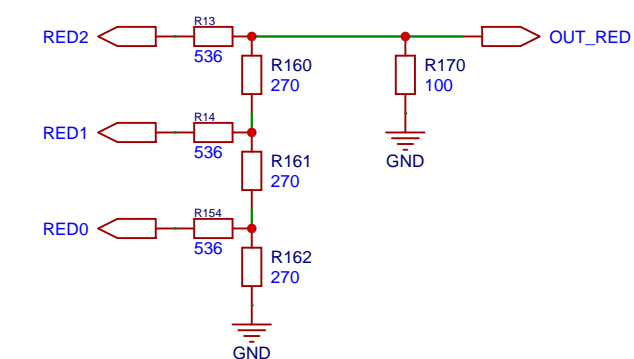 R13
RED2
OUT_RED
536
R160
270
R170
100
R14
RED1
536
GND
R161
270
R154
RED0
536
R162
270
GND